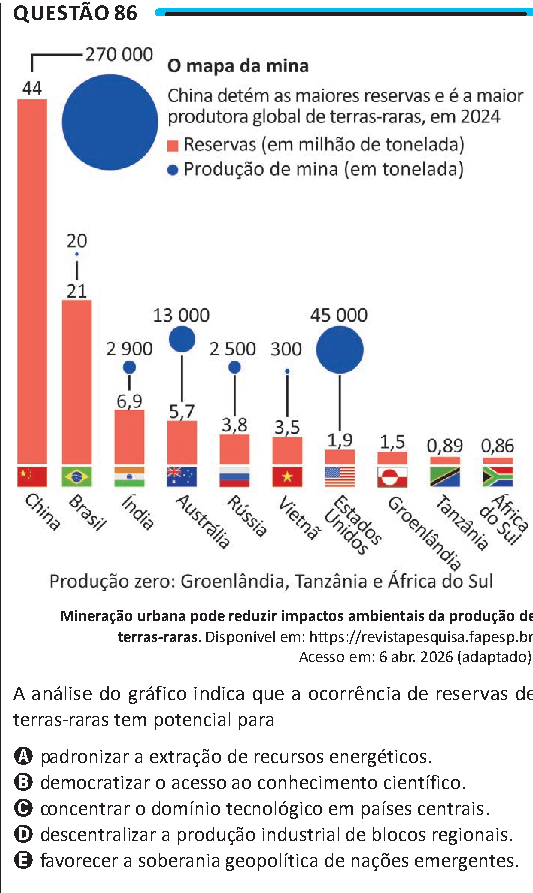 QUESTÃO 86
270 000
44
O mapa da mina
China detém as maiores reservas e é a maior
produtora global de terras-raras, em 2024
Reservas (em milhão de tonelada)
Produção de mina (em tonelada)
20
21
2 900
6,9
13 000
5,7
2 500
3,8
300
3,5
45 000
1,9
1,5
0,89
0,86
China
Brasil
Índia
Austrália
Rússia
Vietnã
Estados
Unidos
Groenlândia
Tanzânia
África
do Sul
Produção zero: Groenlândia, Tanzânia e África do Sul
Mineração urbana pode reduzir impactos ambientais da produção de
terras-raras. Disponível em: https://revistapesquisa.fapesp.br
Acesso em: 6 abr. 2026 (adaptado)
A análise do gráfico indica que a ocorrência de reservas de
terras-raras tem potencial para
A padronizar a extração de recursos energéticos.
B democratizar o acesso ao conhecimento científico.
C concentrar o domínio tecnológico em países centrais.
D descentralizar a produção industrial de blocos regionais.
E favorecer a soberania geopolítica de nações emergentes.